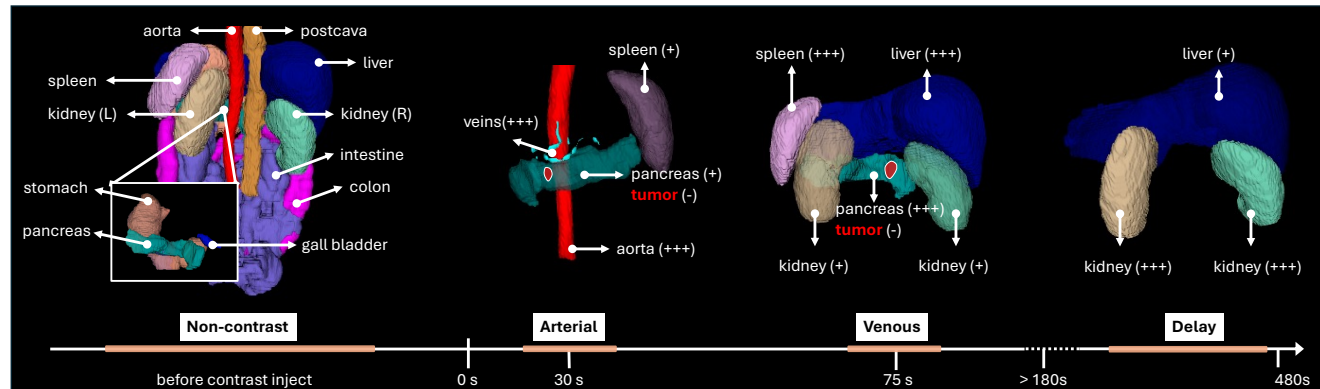 aorta
postcava
spleen
liver
kidney (L)
kidney (R)
intestine
stomach
colon
pancreas
gall bladder
spleen (+)
veins(+++)
pancreas (+)
tumor (-)
aorta (+++)
spleen (+++)
liver (+++)
pancreas (+++)
tumor (-)
kidney (+)
kidney (+)
liver (+)
kidney (+++)
kidney (+++)
Non-contrast
Arterial
Venous
Delay
before contrast inject
0 s
30 s
75 s
> 180s
480s